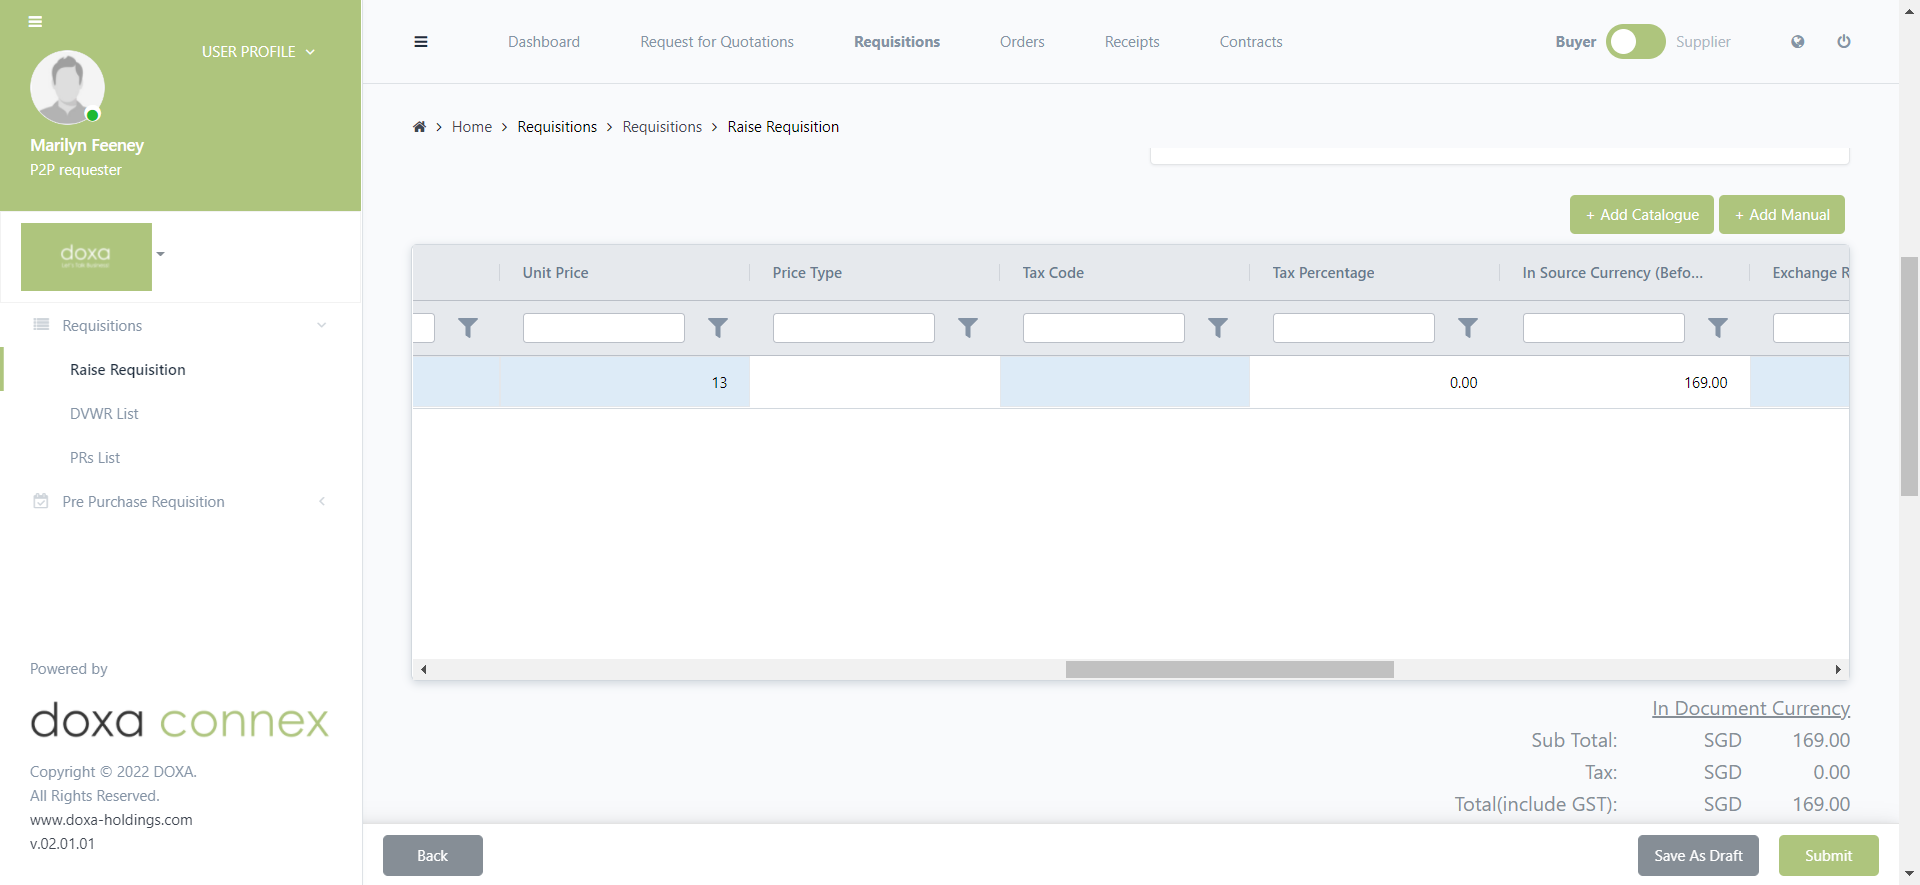 USER PROFILE
Marilyn Feeney
P2P requester
doxa
Let's Talk Business
Requisitions
Raise Requisition
DVWR List
PRs List
Pre Purchase Requisition
Powered by
doxa connex
Copyright © 2022 DOXA.
All Rights Reserved.
www.doxa-holdings.com
v.02.01.01
Dashboard Request for Quotations Requisitions Orders Receipts Contracts Buyer Supplier
Home > Requisitions > Requisitions > Raise Requisition
+ Add Catalogue + Add Manual
Unit Price Price Type Tax Code Tax Percentage In Source Currency (Befo... Exchange R
13 0.00 169.00
In Document Currency
Sub Total: SGD 169.00
Tax: SGD 0.00
Total(include GST): SGD 169.00
Back Save As Draft Submit